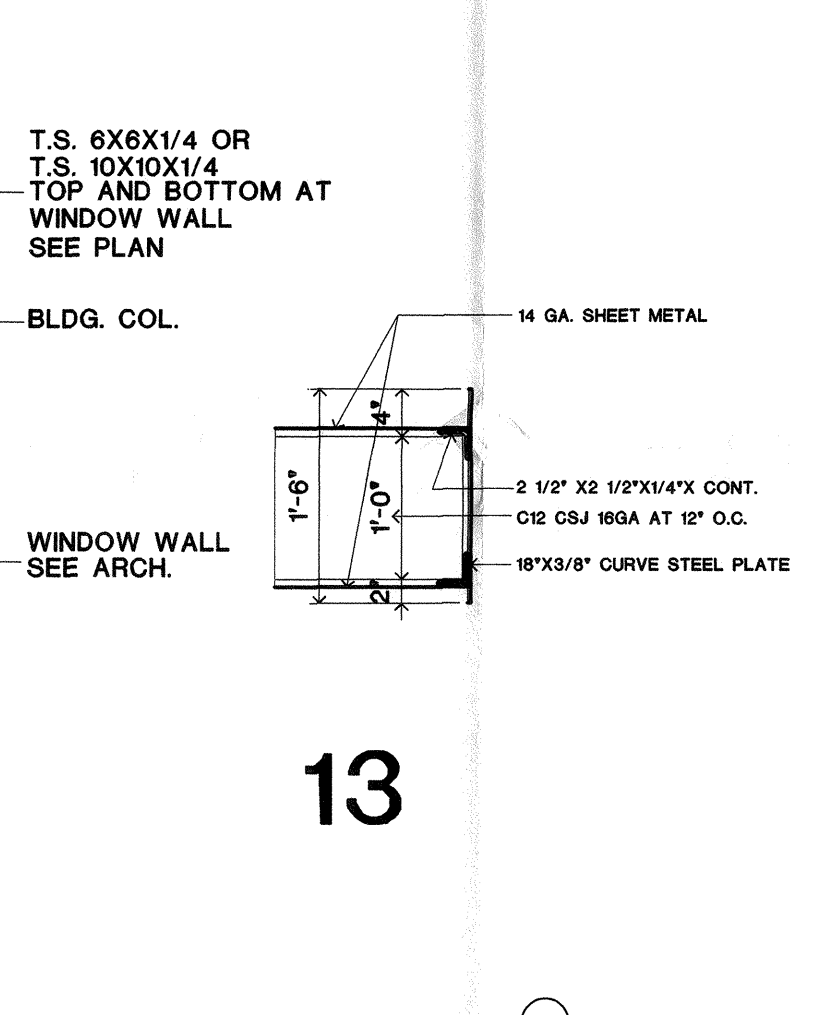 T.S. 6X6X1/4 OR
T.S. 10X10X1/4
TOP AND BOTTOM AT
WINDOW WALL
SEE PLAN
BLDG. COL.
14 GA. SHEET METAL
4"
1'-6"
1'-0"
2"
2 1/2" X2 1/2"X1/4"X CONT.
C12 CSJ 16GA AT 12" O.C.
18"X3/8" CURVE STEEL PLATE
WINDOW WALL
SEE ARCH.
13